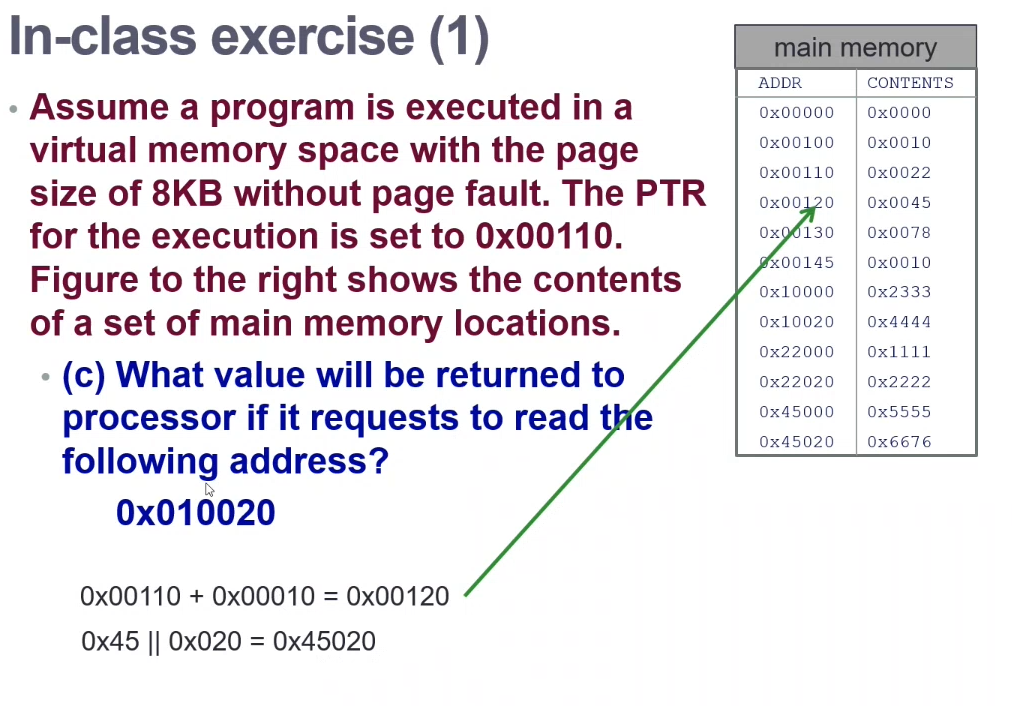 In-class exercise (1)
• Assume a program is executed in a
virtual memory space with the page
size of 8KB without page fault. The PTR
for the execution is set to 0x00110.
Figure to the right shows the contents
of a set of main memory locations.
• (c) What value will be returned to
processor if it requests to read the
following address?
0x010020
0x00110 + 0x00010 = 0x00120
0x45 || 0x020 = 0x45020
main memory
ADDR CONTENTS
0x00000 0x0000
0x00100 0x0010
0x00110 0x0022
0x00120 0x0045
0x00130 0x0078
0x00145 0x0010
0x10000 0x2333
0x10020 0x4444
0x22000 0x1111
0x22020 0x2222
0x45000 0x5555
0x45020 0x6676